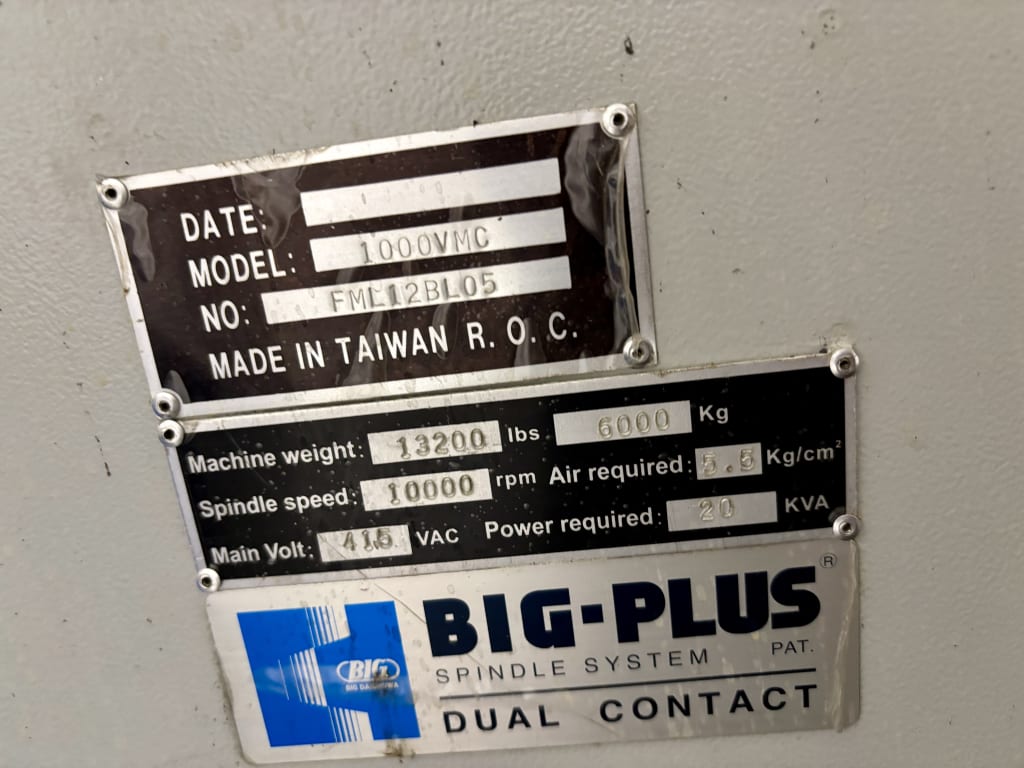 DATE:
MODEL: 1000VMC
NO: FML12BL05
MADE IN TAIWAN R. O. C.
Machine weight: 13200 lbs 6000 Kg
Spindle speed: 10000 rpm Air required: 5.5 Kg/cm²
Main Volt: 415 VAC Power required: 20 KVA
BIG-PLUS®
SPINDLE SYSTEM PAT.
DUAL CONTACT
BIG
BIG DAISHOWA